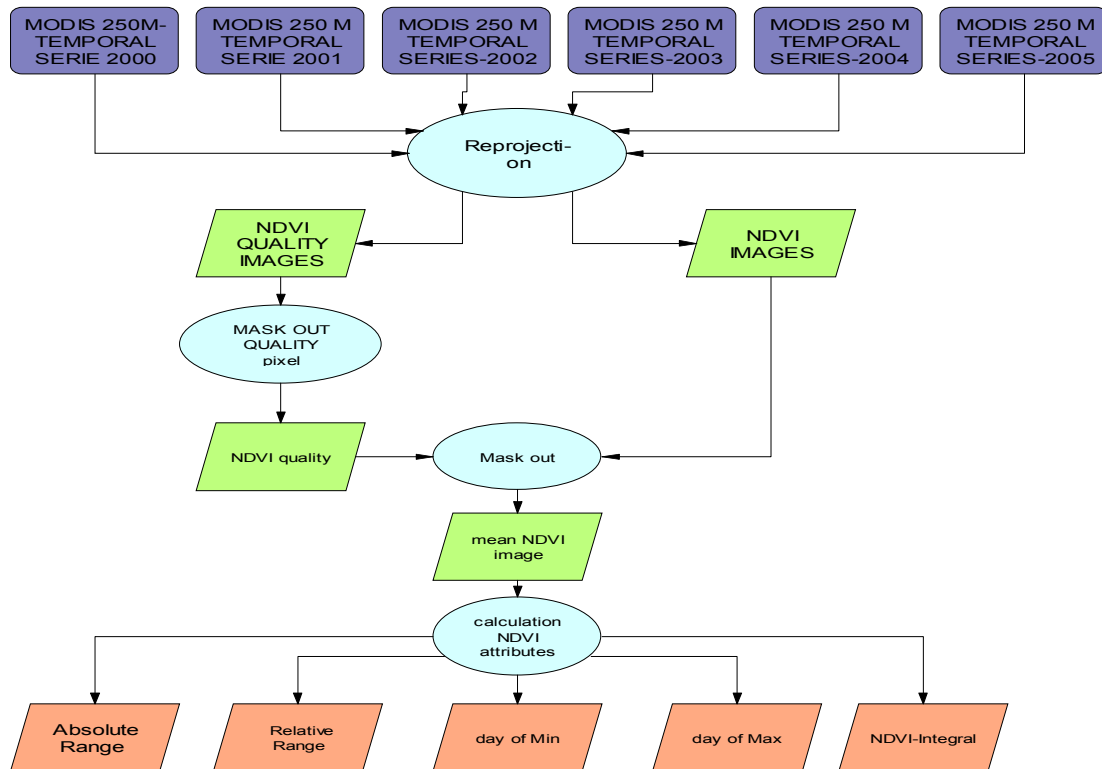 MODIS 250M-
TEMPORAL
SERIE 2000
MODIS 250 M
TEMPORAL
SERIE 2001
MODIS 250 M
TEMPORAL
SERIES-2002
MODIS 250 M
TEMPORAL
SERIES-2003
MODIS 250 M
TEMPORAL
SERIES-2004
MODIS 250 M
TEMPORAL
SERIES-2005
Reprojecti-
on
NDVI
QUALITY
IMAGES
NDVI
IMAGES
MASK OUT
QUALITY
pixel
NDVI quality
Mask out
mean NDVI
image
calculation
NDVI
attributes
Absolute
Range
Relative
Range
day of Min
day of Max
NDVI-Integral